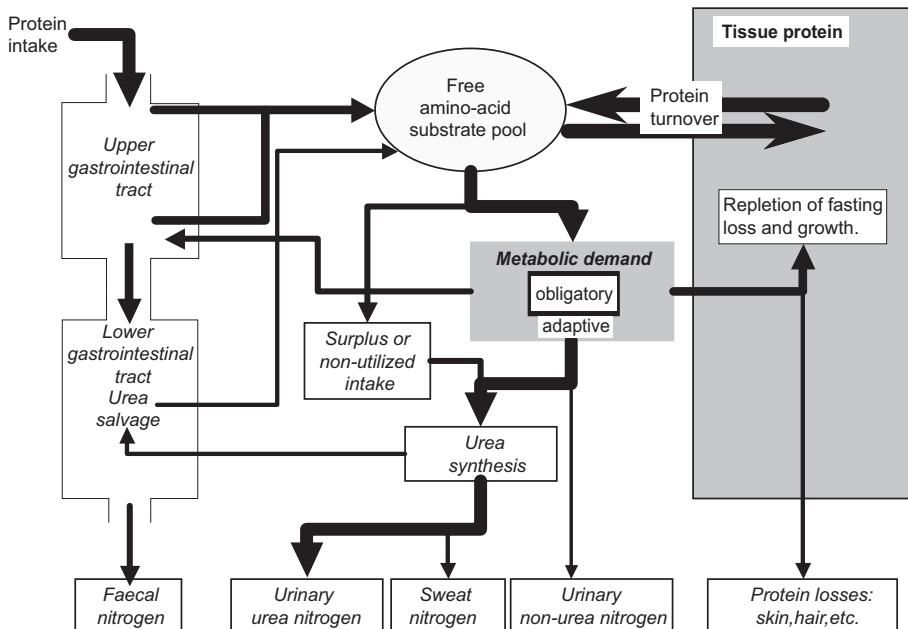 Protein
intake
Tissue protein
Free
amino-acid
substrate pool
Protein
turnover
Upper
gastrointestinal
tract
Repletion of fasting
loss and growth.
Metabolic demand
obligatory
adaptive
Lower
gastrointestinal
tract
Urea
salvage
Surplus or
non-utilized
intake
Urea
synthesis
Faecal
nitrogen
Urinary
urea nitrogen
Sweat
nitrogen
Urinary
non-urea nitrogen
Protein losses:
skin,hair,etc.